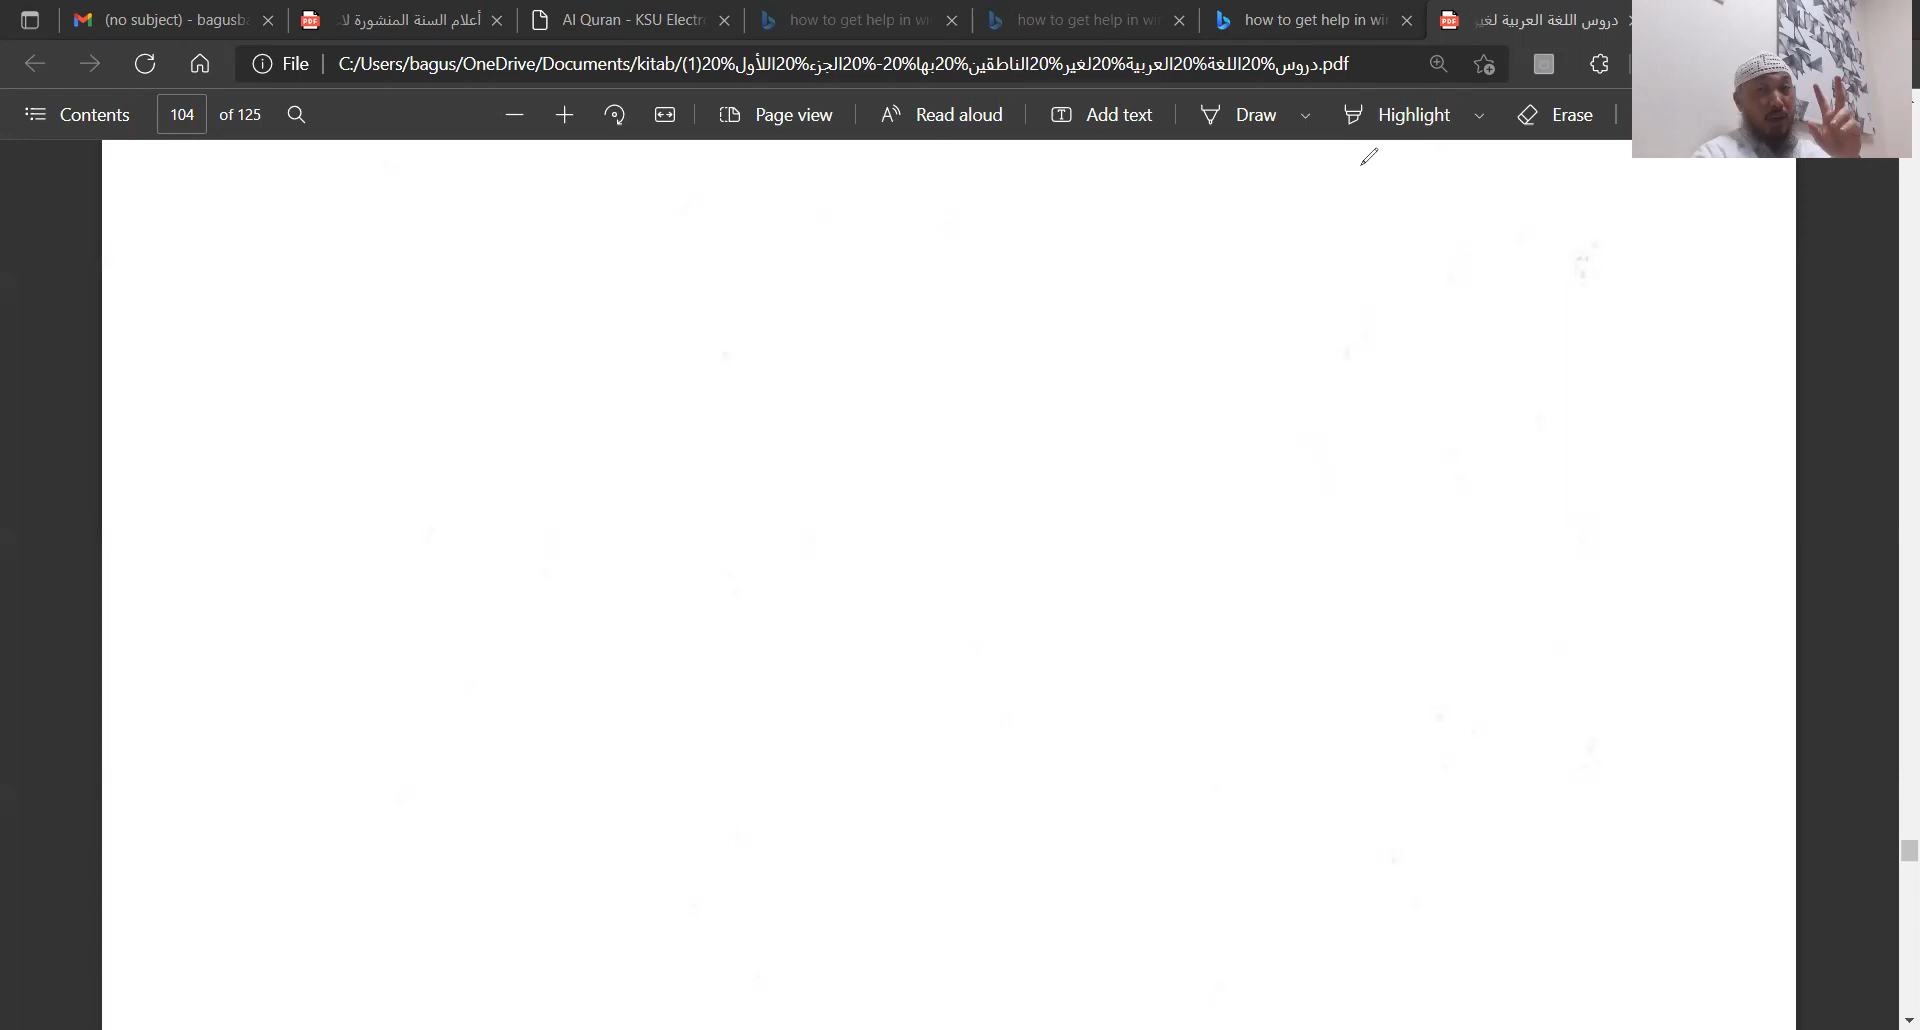 (no subject) - bagusba
أعلام السنة المنشورة لا
Al Quran - KSU Electr
how to get help in wi
how to get help in wi
how to get help in wi
دروس اللغة العربية لغير
File
C:/Users/bagus/OneDrive/Documents/kitab/(1)20%دروس%20اللغة%20العربية%20لغير%20الناطقين%20بها%20-%20الجزء%20اللأول.pdf
Contents
104 of 125
Page view
Read aloud
Add text
Draw
Highlight
Erase